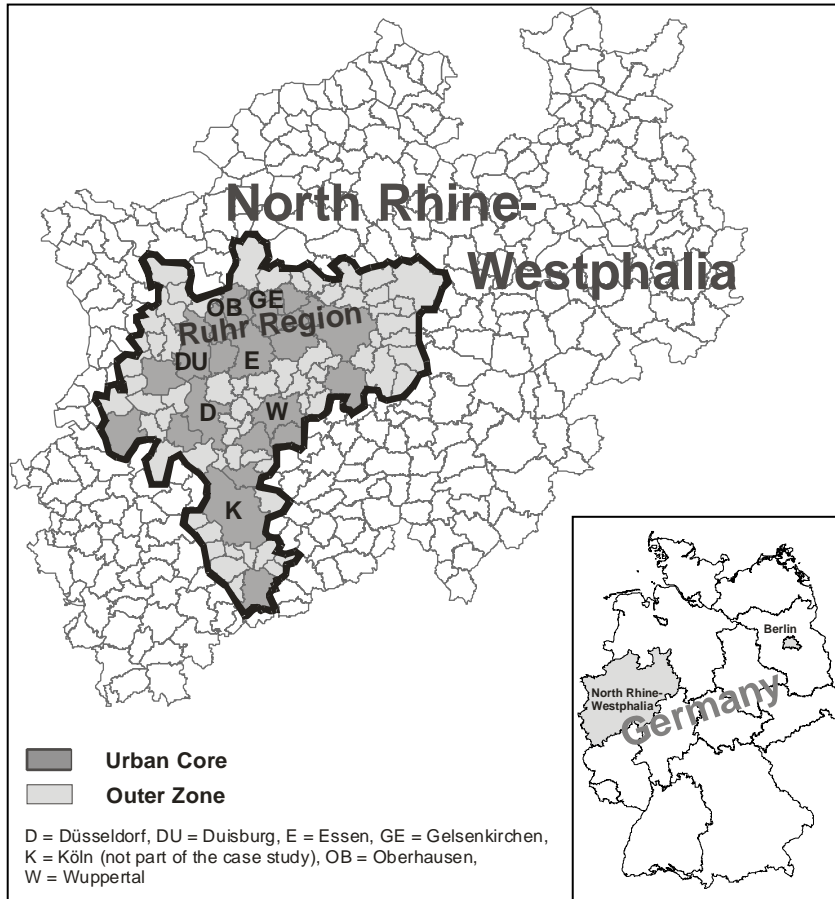 North Rhine-
Westphalia
OB GE
Ruhr Region
DU E
D W
K
Berlin
North Rhine-
Westphalia
Germany
Urban Core
Outer Zone
D = Düsseldorf, DU = Duisburg, E = Essen, GE = Gelsenkirchen,
K = Köln (not part of the case study), OB = Oberhausen,
W = Wuppertal